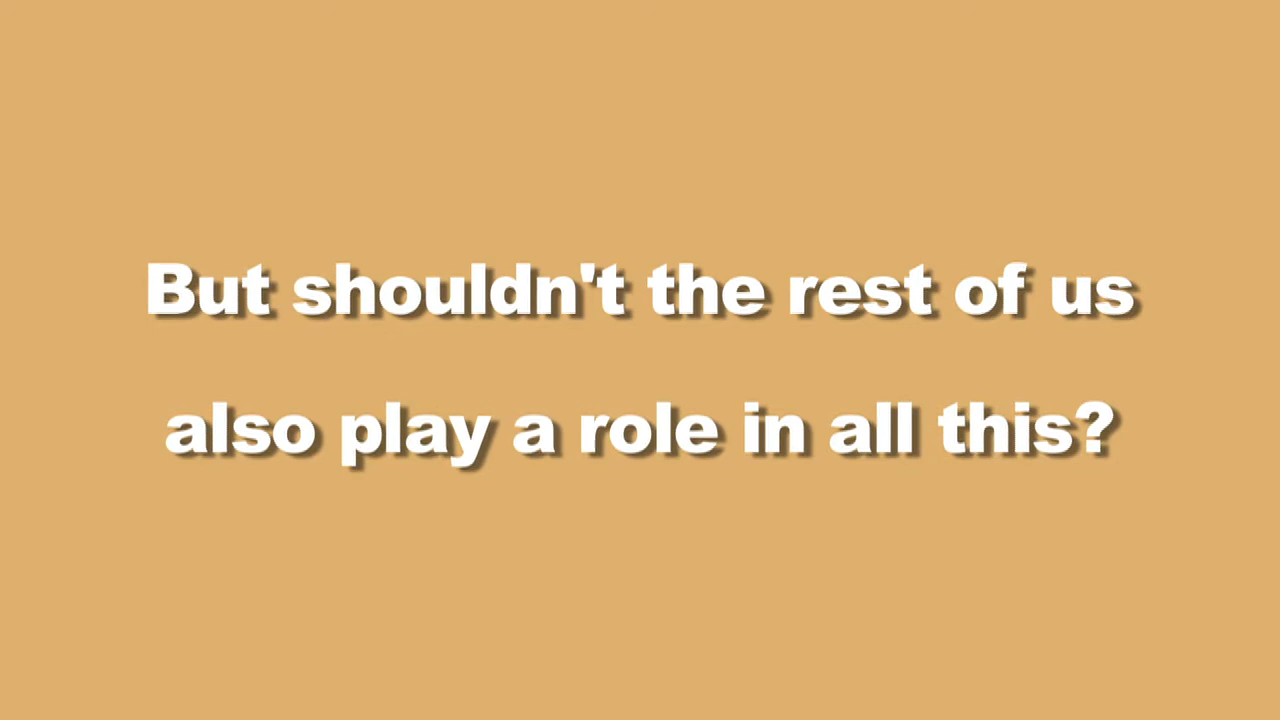 But shouldn't the rest of us
also play a role in all this?